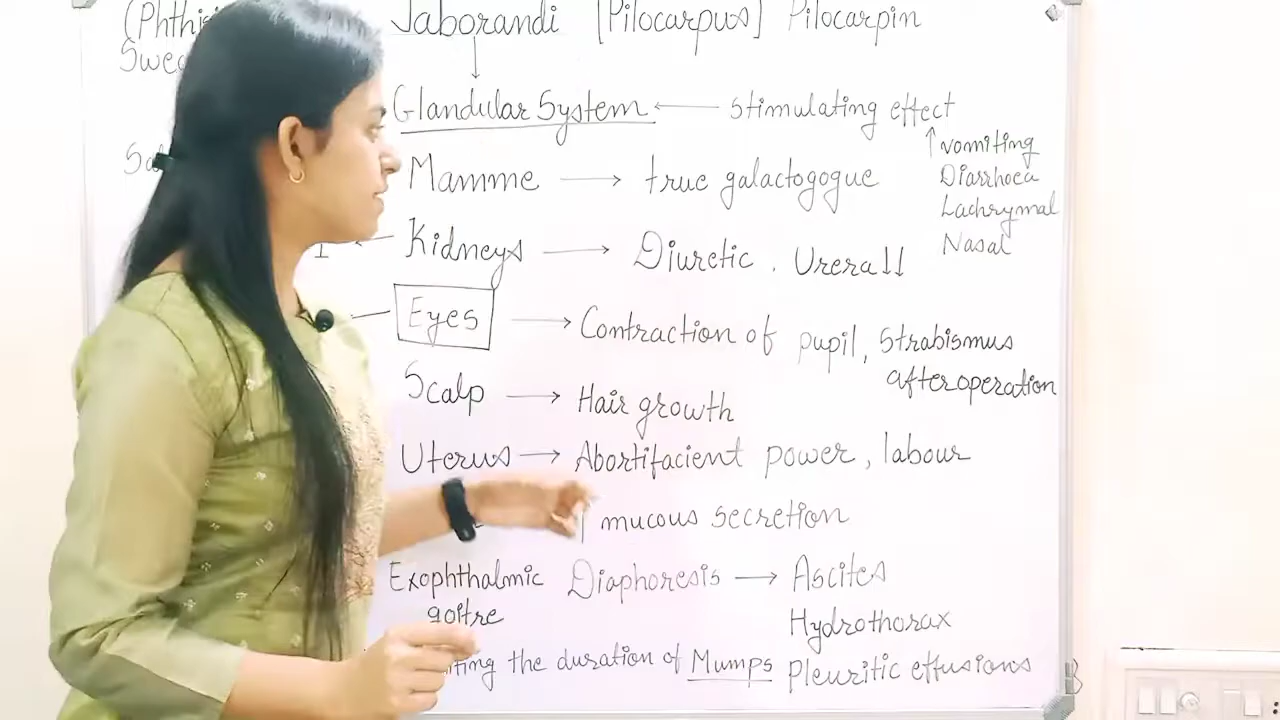 Jaborandi [Pilocarpus] Pilocarpin
Glandular System ← Stimulating effect
↑ vomiting
Diarrhoea
Lachrymal
Nasal
Mamme → true galactogogue
Kidneys → Diuretic. Urera ↓↓
Eyes → Contraction of pupil, Strabismus
after operation
Scalp → Hair growth
Uterus → Abortifacient power, labour
mucous secretion
Exophthalmic goitre
Diaphoresis → Ascites
Hydrothorax
Pleuritic effusions
the duration of Mumps